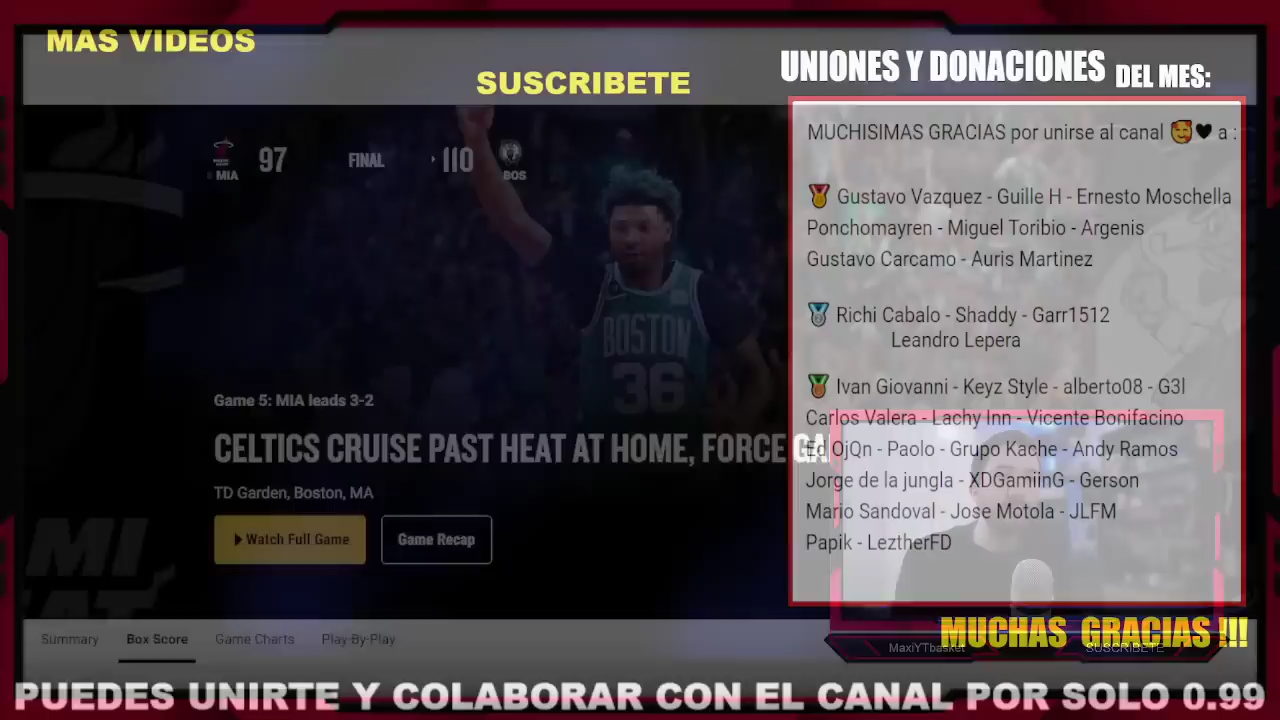 MAS VIDEOS
SUSCRIBETE
UNIONES Y DONACIONES DEL MES:
MUCHISIMAS GRACIAS por unirse al canal 🥰🖤 a :
🏅 Gustavo Vazquez - Guille H - Ernesto Moschella
Ponchomayren - Miguel Toribio - Argenis
Gustavo Carcamo - Auris Martinez
🥈 Richi Cabalo - Shaddy - Garr1512
Leandro Lepera
🥉 Ivan Giovanni - Keyz Style - alberto08 - G3l
Carlos Valera - Lachy Inn - Vicente Bonifacino
Ed OjQn - Paolo - Grupo Kache - Andy Ramos
Jorge de la jungla - XDGamiinG - Gerson
Mario Sandoval - Jose Motola - JLFM
Papik - LeztherFD
MUCHAS GRACIAS !!!
MaxiYTbasket
SUSCRIBETE
MIA 97 FINAL 110 BOS
BOSTON
36
Game 5: MIA leads 3-2
CELTICS CRUISE PAST HEAT AT HOME, FORCE GA
TD Garden, Boston, MA
Watch Full Game Game Recap
Summary Box Score Game Charts Play-By-Play
PUEDES UNIRTE Y COLABORAR CON EL CANAL POR SOLO 0.99